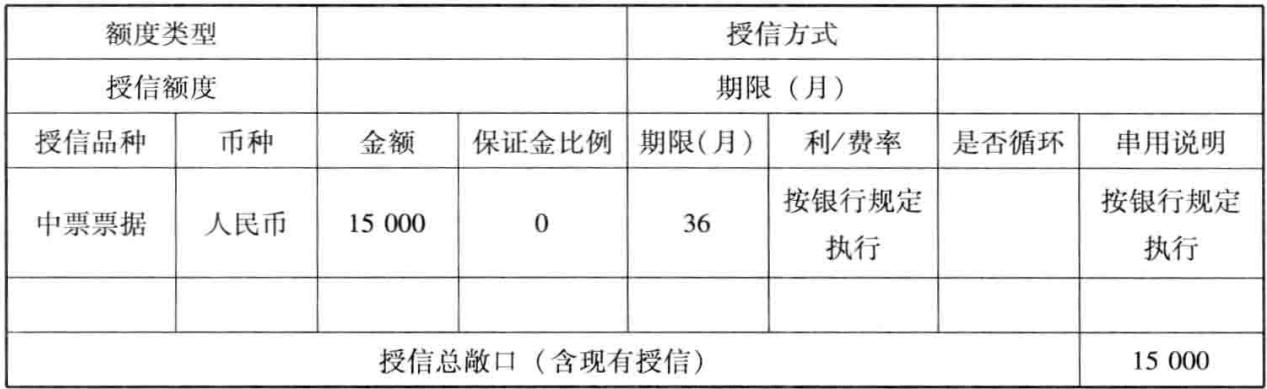 额度类型 授信方式
授信额度 期限（月）
授信品种 币种 金额 保证金比例 期限（月） 利/费率 是否循环 串用说明
中票票据 人民币 15 000 0 36 按银行规定执行 按银行规定执行
授信总敞口（含现有授信） 15 000